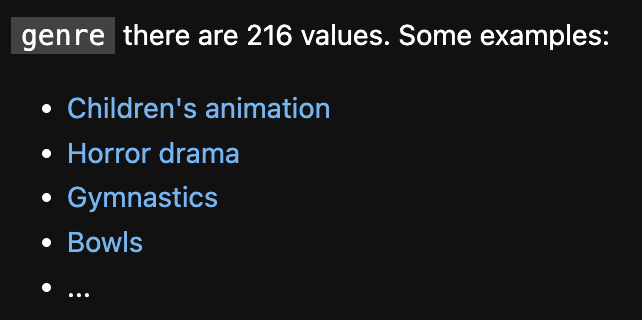 genre there are 216 values. Some examples:
• Children's animation
• Horror drama
• Gymnastics
• Bowls
• ...